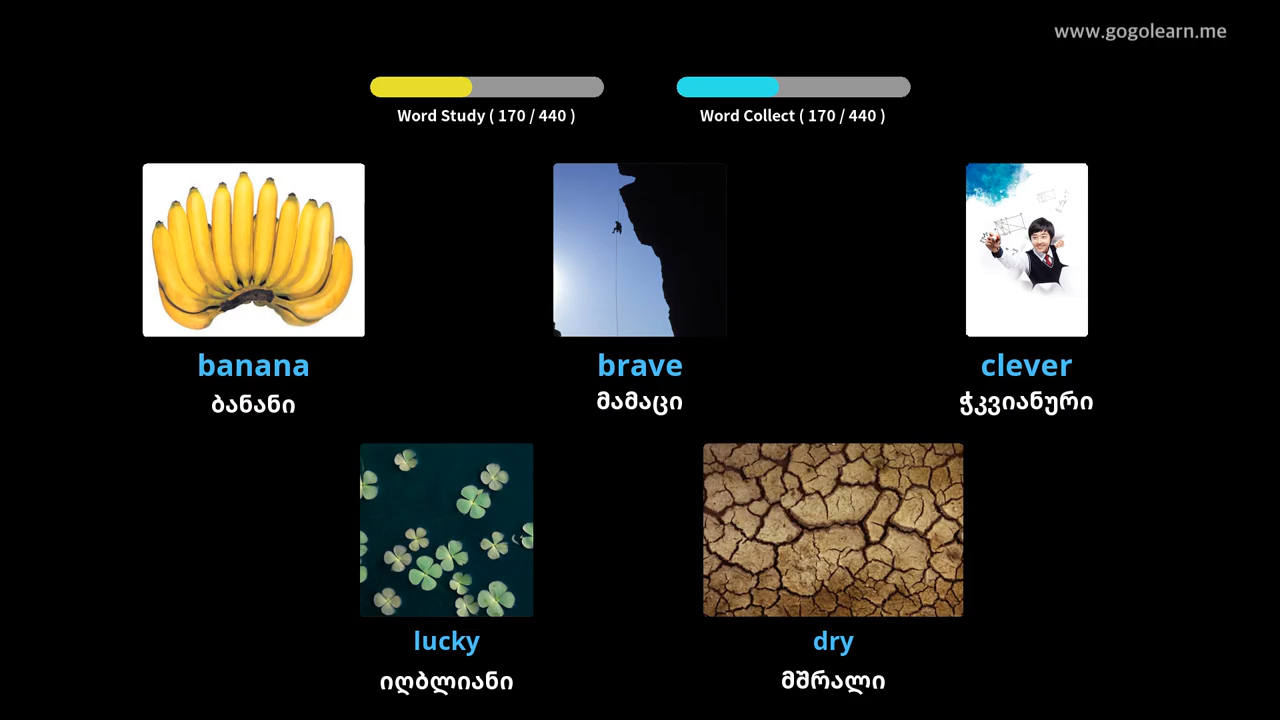 www.gogolearn.me
Word Study ( 170 / 440 )
Word Collect ( 170 / 440 )
banana
brave
clever
ბანანი
მამაცი
ჭკვიანური
lucky
dry
იღბლიანი
მშრალი